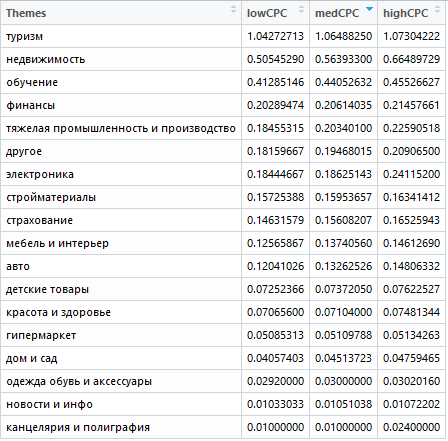 Themes lowCPC medCPC highCPC
туризм 1.04272713 1.06488250 1.07304222
недвижимость 0.50545290 0.56393300 0.66489729
обучение 0.41285146 0.44052632 0.45526627
финансы 0.20289474 0.20614035 0.21457661
тяжелая промышленность и производство 0.18455315 0.20340100 0.22590518
другое 0.18159667 0.19468015 0.20906500
электроника 0.18444667 0.18625143 0.24115200
стройматериалы 0.15725388 0.15953657 0.16341412
страхование 0.14631579 0.15608207 0.16525943
мебель и интерьер 0.12565867 0.13740560 0.14612690
авто 0.12041026 0.13262526 0.14806332
детские товары 0.07252366 0.07372050 0.07622527
красота и здоровье 0.07065600 0.07104000 0.07481344
гипермаркет 0.05085313 0.05109788 0.05134263
дом и сад 0.04057403 0.04513723 0.04759465
одежда обувь и аксессуары 0.02920000 0.03000000 0.03020160
новости и инфо 0.01033033 0.01051038 0.01072202
канцелярия и полиграфия 0.01000000 0.01000000 0.02400000